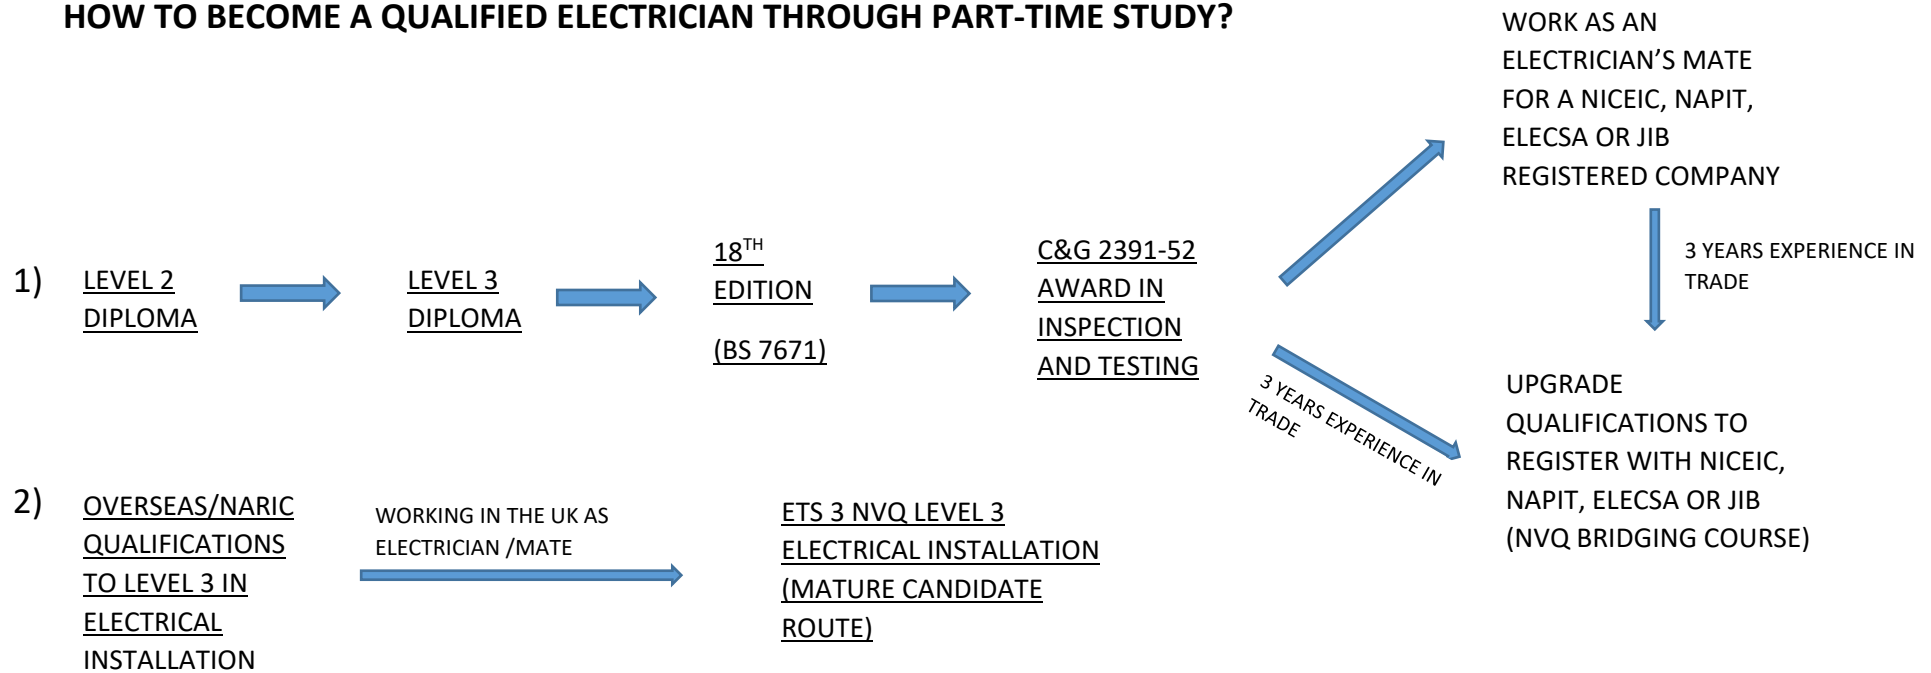 HOW TO BECOME A QUALIFIED ELECTRICIAN THROUGH PART-TIME STUDY?
1)
LEVEL 2
DIPLOMA
LEVEL 3
DIPLOMA
18TH
EDITION
(BS 7671)
C&G 2391-52
AWARD IN
INSPECTION
AND TESTING
WORK AS AN
ELECTRICIAN’S MATE
FOR A NICEIC, NAPIT,
ELECSA OR JIB
REGISTERED COMPANY
3 YEARS EXPERIENCE IN
TRADE
3 YEARS EXPERIENCE IN
TRADE
UPGRADE
QUALIFICATIONS TO
REGISTER WITH NICEIC,
NAPIT, ELECSA OR JIB
(NVQ BRIDGING COURSE)
2)
OVERSEAS/NARIC
QUALIFICATIONS
TO LEVEL 3 IN
ELECTRICAL
INSTALLATION
WORKING IN THE UK AS
ELECTRICIAN /MATE
ETS 3 NVQ LEVEL 3
ELECTRICAL INSTALLATION
(MATURE CANDIDATE
ROUTE)